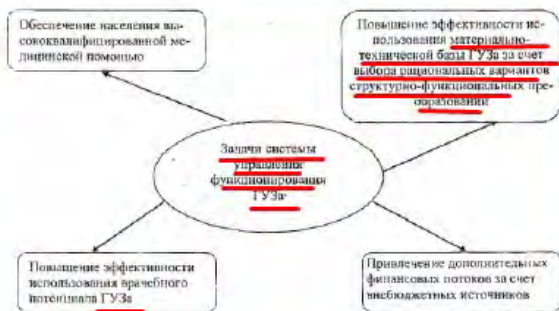 Обеспечение населения вы-
сококвалифицированной ме-
дицинской помощью
Повышение эффективности ис-
пользования материально-
технической базы ГУЗа за счет
выбора рациональных вариантов
структурно-функциональных пре-
образовании
Задачи системы
управления
функционирования
ГУЗа
Повышение эффективности
использования врачебного
потенциала ГУЗа
Привлечение дополнительных
финансовых потоков за счет
внебюджетных источников